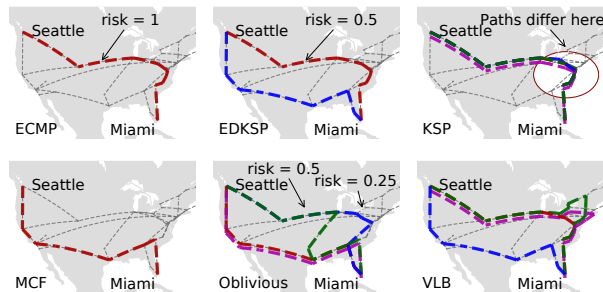 risk = 1
Seattle
ECMP
Miami
risk = 0.5
Seattle
EDKSP
Miami
Paths differ here
Seattle
KSP
Miami
Seattle
MCF
Miami
risk =
0.5
risk = 0.25
Seattle
Oblivious
Miami
Seattle
VLB
Miami